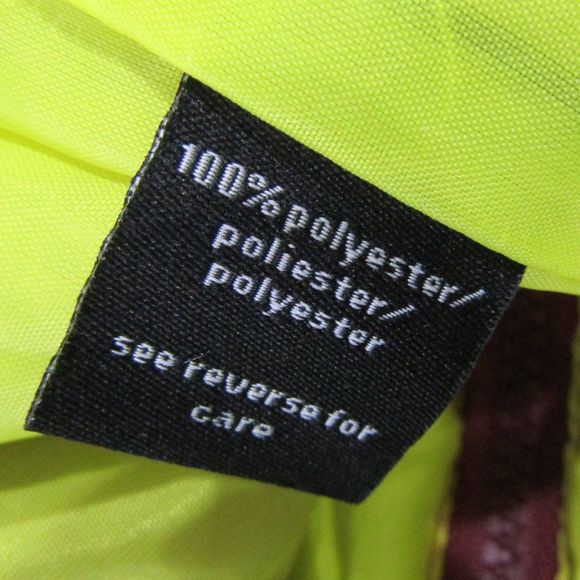 100% polyester/
poliester/
polyester
see reverse for
care